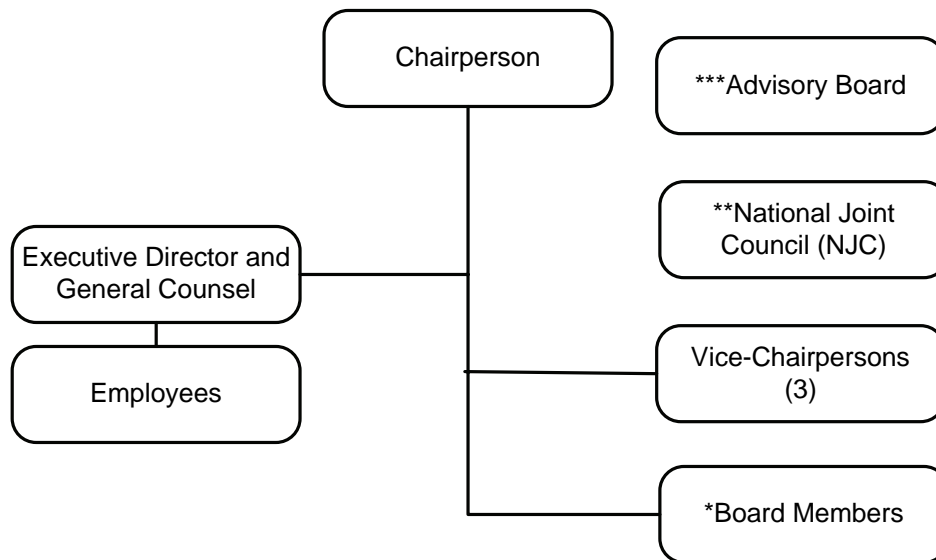 Chairperson
***Advisory Board
**National Joint
Council (NJC)
Executive Director and
General Counsel
Vice-Chairpersons
(3)
Employees
*Board Members